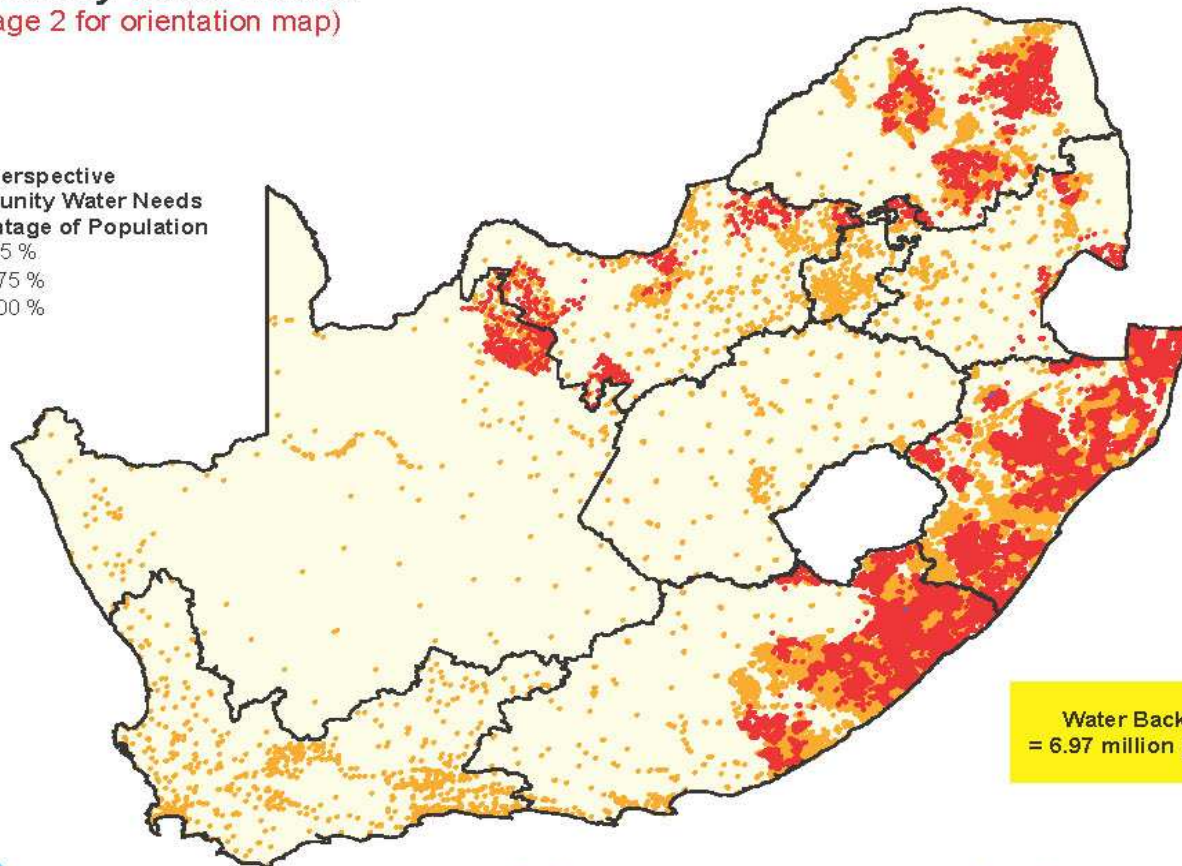 age 2 for orientation map)
erspective
unity Water Needs
ntage of Population
5 %
75 %
00 %
Water Back
= 6.97 million